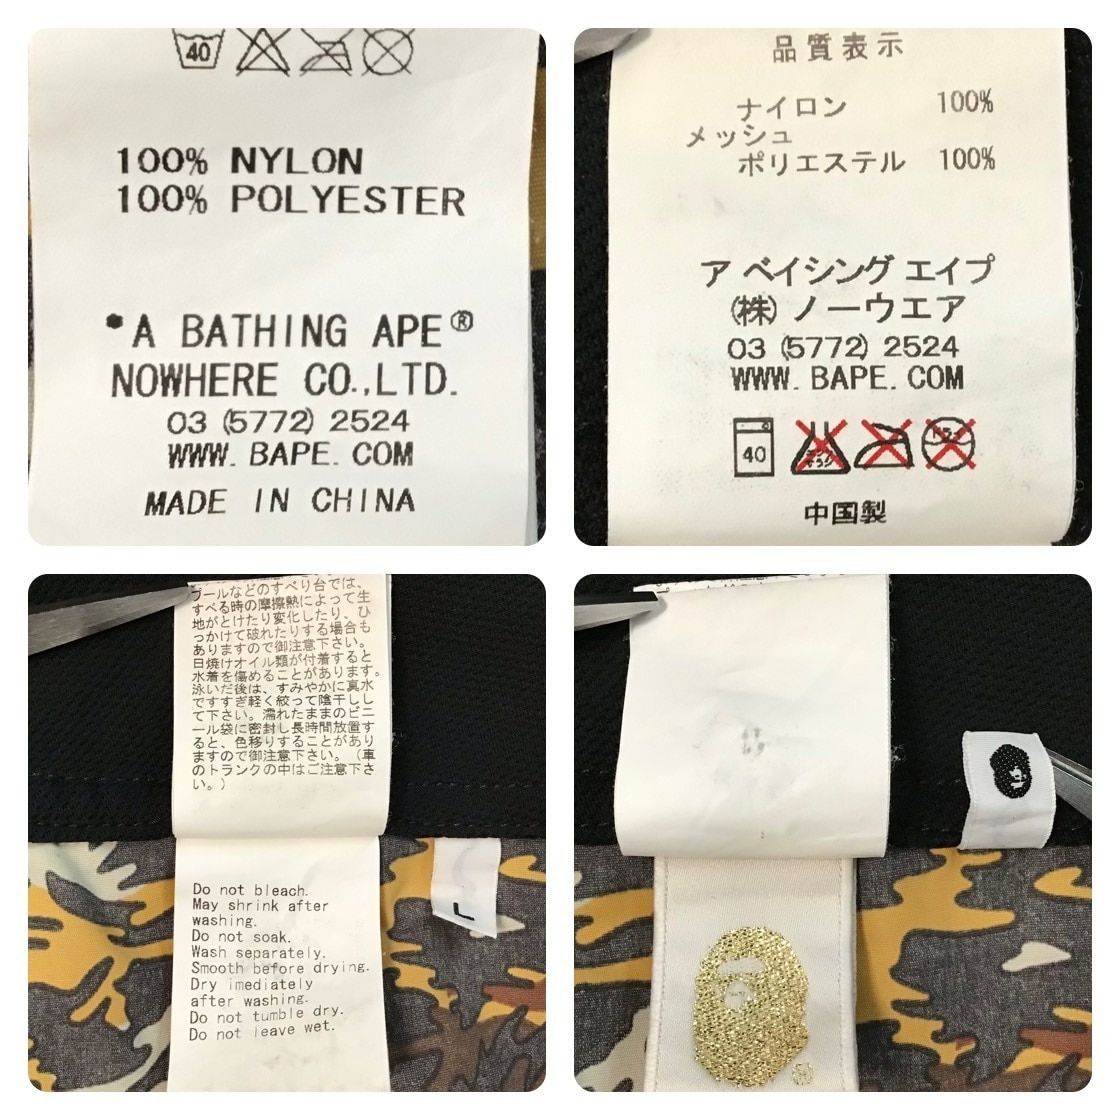 40
100% NYLON
100% POLYESTER
*A BATHING APE®
NOWHERE CO.,LTD.
03 (5772) 2524
WWW. BAPE. COM
MADE IN CHINA
品質表示
ナイロン 100%
メッシュ
ポリエステル 100%
ア ベイシング エイプ
(株) ノーウエア
03 (5772) 2524
WWW. BAPE. COM
40
中国製
プールなどのすべり台では、
すべる時の摩擦熱によって生
地がとけたり変化したり、ひ
っかけて破れたりする場合も
ありますので御注意下さい。
日焼けオイル類が付着すると
水着を傷めることがあります。
泳いだ後は、すみやかに真水
ですすぎ軽く絞って陰干しし
て下さい。濡れたままのビニ
ール袋に密封し長時間放置す
ると、色移りすることがあり
ますので御注意下さい。（車
のトランクの中はご注意下さ
い。）
Do not bleach.
May shrink after
washing.
Do not soak.
Wash separately.
Smooth before drying.
Dry imediately
after washing.
Do not tumble dry.
Do not leave wet.
L
®